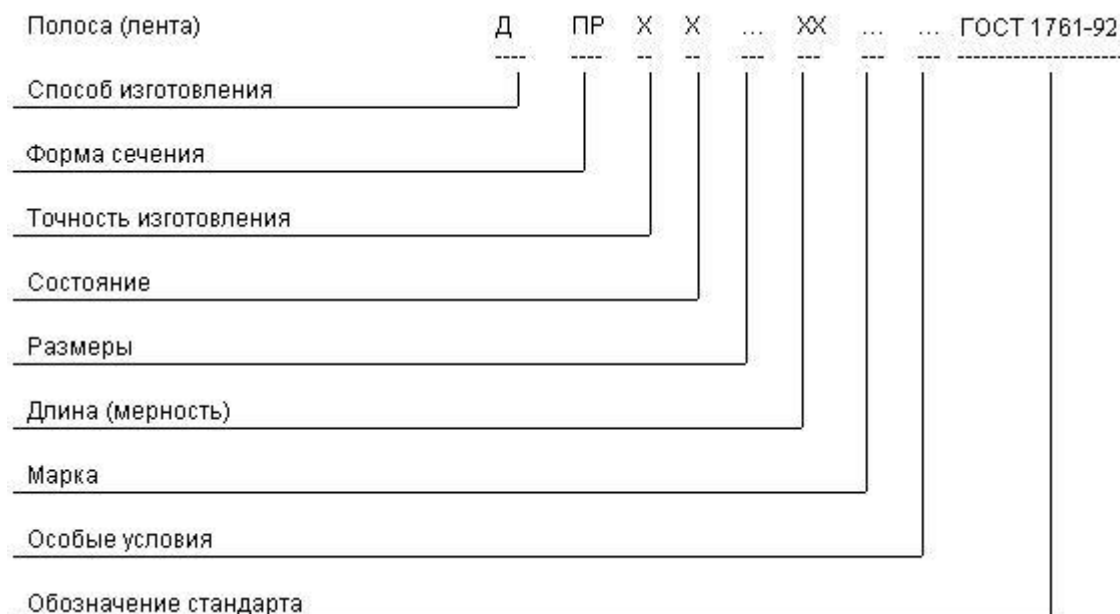 Полоса (лента) Д ПР Х Х ... ХХ ... ... ГОСТ 1761-92
Способ изготовления
Форма сечения
Точность изготовления
Состояние
Размеры
Длина (мерность)
Марка
Особые условия
Обозначение стандарта